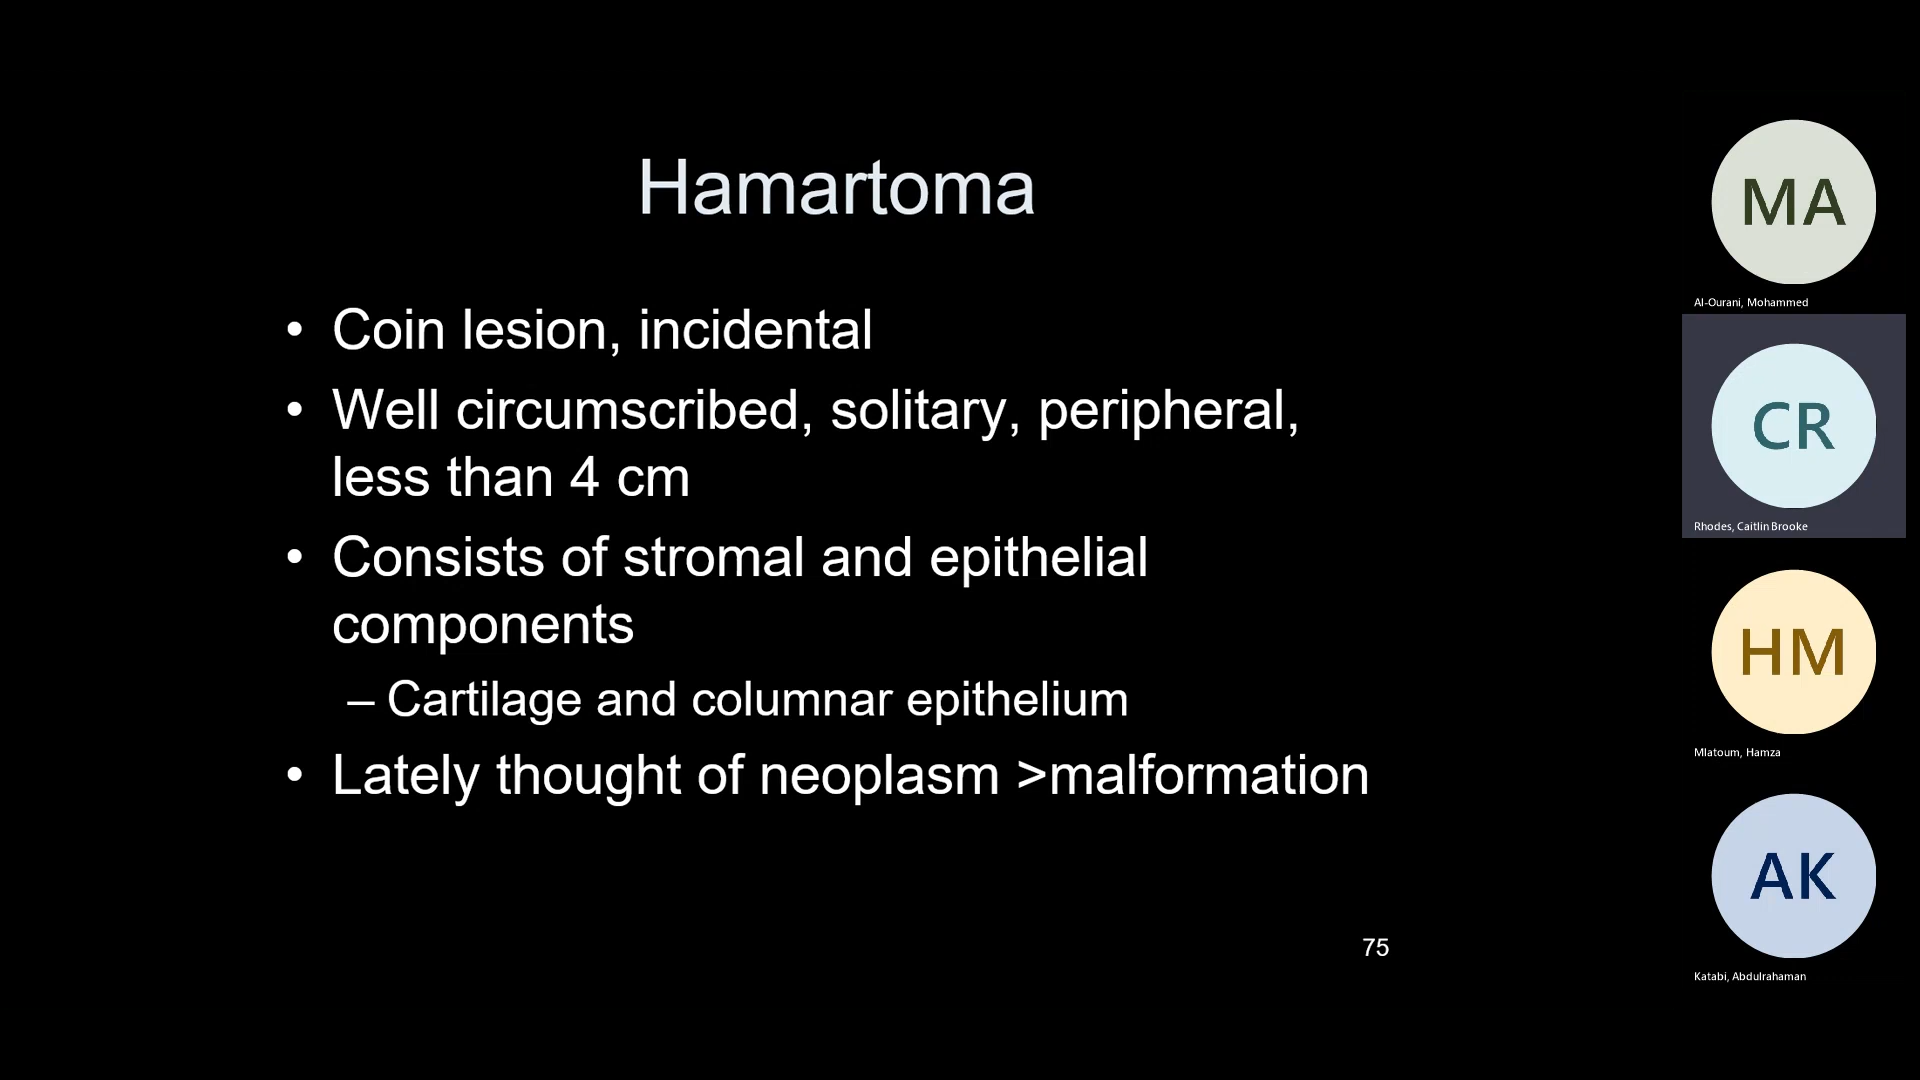 Hamartoma
• Coin lesion, incidental
• Well circumscribed, solitary, peripheral,
less than 4 cm
• Consists of stromal and epithelial
components
– Cartilage and columnar epithelium
• Lately thought of neoplasm >malformation
75
MA
Al-Ourani, Mohammed
CR
Rhodes, Caitlin Brooke
HM
Mlatoum, Hamza
AK
Katabi, Abdulrahaman